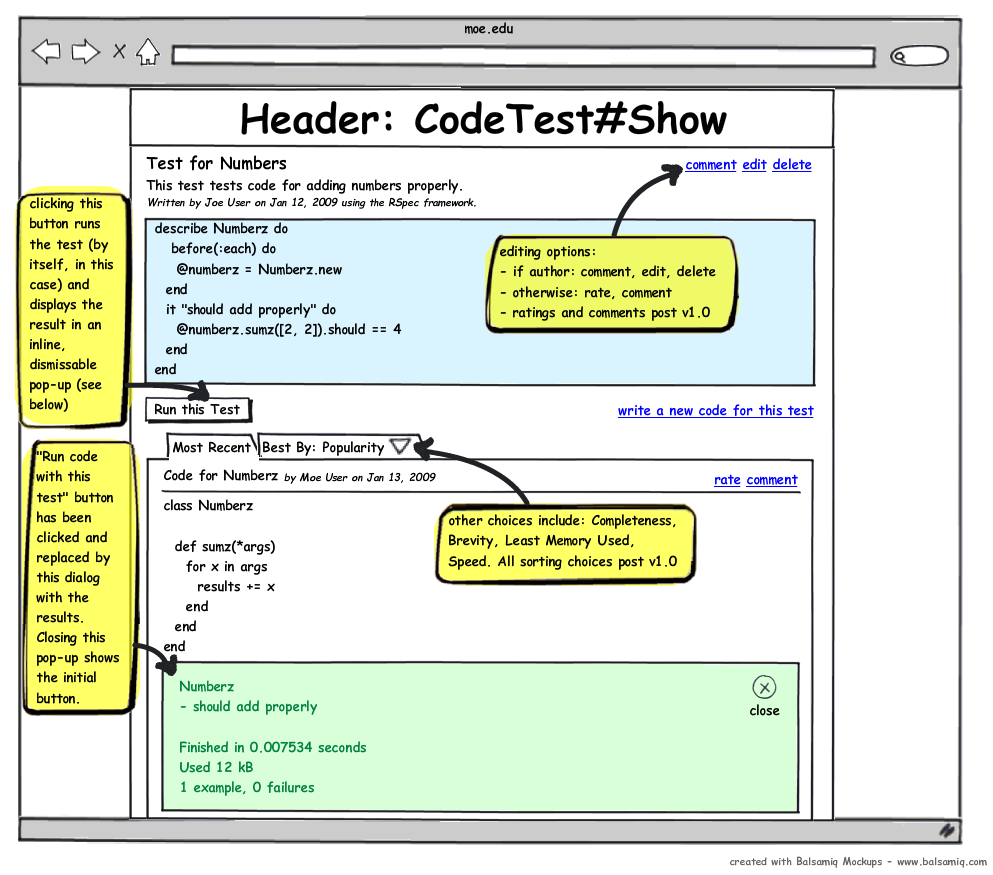 moe.edu
Header: CodeTest#Show
Test for Numbers
comment edit delete
This test tests code for adding numbers properly.
Written by Joe User on Jan 12, 2009 using the RSpec framework.
clicking this
button runs
the test (by
itself, in this
case) and
displays the
result in an
inline,
dismissable
pop-up (see
below)
describe Numberz do
before(:each) do
@numberz = Numberz.new
end
it "should add properly" do
@numberz.sumz([2, 2]).should == 4
end
end
editing options:
- if author: comment, edit, delete
- otherwise: rate, comment
- ratings and comments post v1.0
Run this Test
write a new code for this test
Most Recent
Best By: Popularity
"Run code
with this
test" button
has been
clicked and
replaced by
this dialog
with the
results.
Closing this
pop-up shows
the initial
button.
Code for Numberz by Moe User on Jan 13, 2009
rate comment
class Numberz
def sumz(*args)
for x in args
results += x
end
end
end
other choices include: Completeness,
Brevity, Least Memory Used,
Speed. All sorting choices post v1.0
Numberz
- should add properly
Finished in 0.007534 seconds
Used 12 kB
1 example, 0 failures
close
created with Balsamiq Mockups - www.balsamiq.com